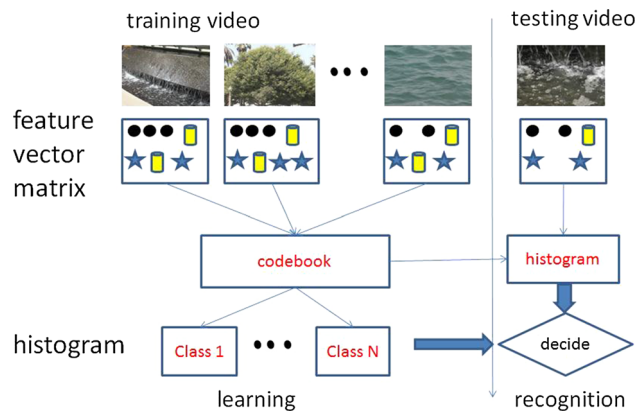 training video
testing video
feature
vector
matrix
codebook
histogram
histogram
Class 1
Class N
decide
learning
recognition